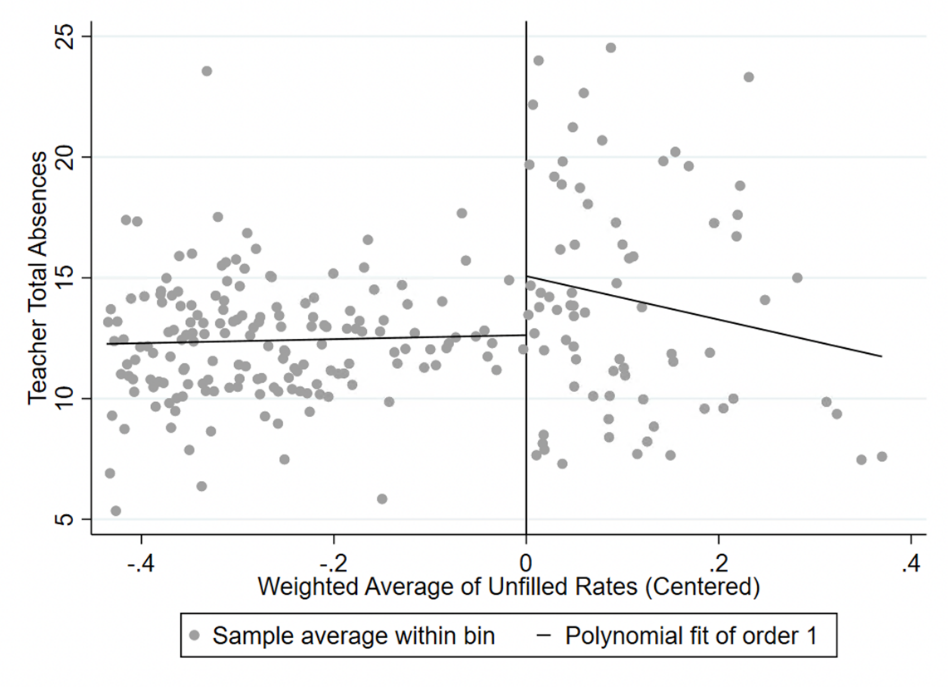 25
20
15
10
5
Teacher Total Absences
-.4 -.2 0 .2 .4
Weighted Average of Unfilled Rates (Centered)
Sample average within bin Polynomial fit of order 1